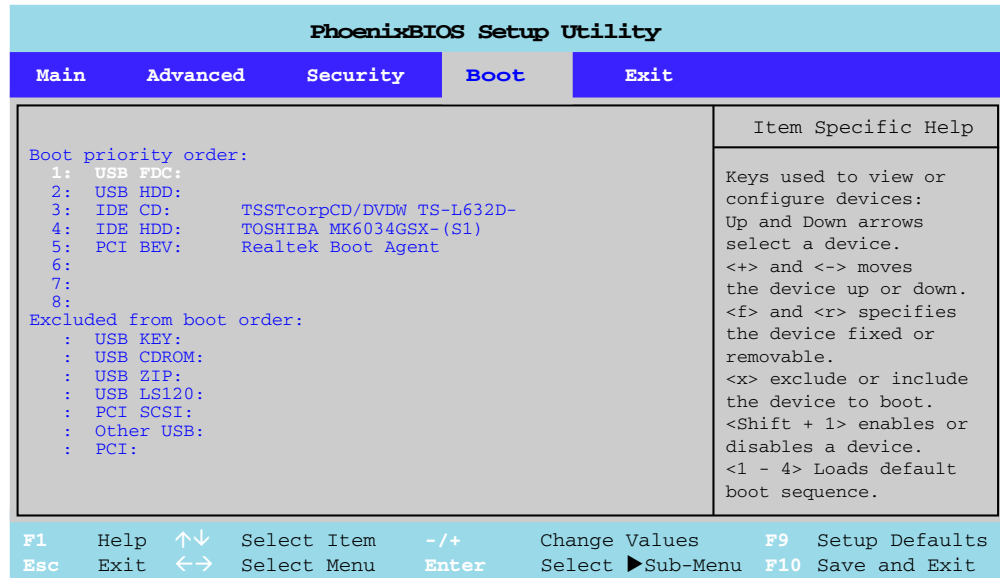 PhoenixBIOS Setup Utility
Main Advanced Security Boot Exit
Boot priority order:
1: USB FDC:
2: USB HDD:
3: IDE CD: TSSTcorpCD/DVDW TS-L632D-
4: IDE HDD: TOSHIBA MK6034GSX-(S1)
5: PCI BEV: Realtek Boot Agent
6:
7:
8:
Excluded from boot order:
: USB KEY:
: USB CDROM:
: USB ZIP:
: USB LS120:
: PCI SCSI:
: Other USB:
: PCI:
Item Specific Help
Keys used to view or
configure devices:
Up and Down arrows
select a device.
<+> and <-> moves
the device up or down.
<f> and <r> specifies
the device fixed or
removable.
<x> exclude or include
the device to boot.
<Shift + 1> enables or
disables a device.
<1 - 4> Loads default
boot sequence.
F1 Help ↑↓ Select Item -/+ Change Values F9 Setup Defaults
Esc Exit ←→ Select Menu Enter Select ▶Sub-Menu F10 Save and Exit